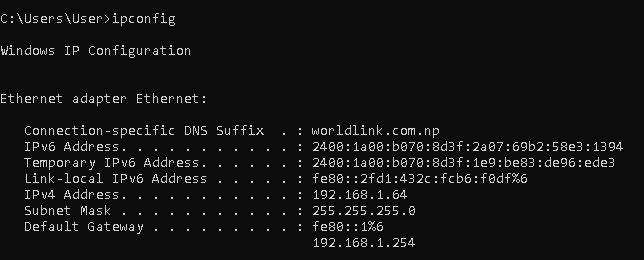 C:\Users\User>ipconfig
Windows IP Configuration
Ethernet adapter Ethernet:
Connection-specific DNS Suffix  . : worldlink.com.np
IPv6 Address. . . . . . . . . . . : 2400:1a00:b070:8d3f:2a07:69b2:58e3:1394
Temporary IPv6 Address. . . . . . : 2400:1a00:b070:8d3f:1e9:be83:de96:ede3
Link-local IPv6 Address . . . . . : fe80::2fd1:432c:fcb6:f0df%6
IPv4 Address. . . . . . . . . . . : 192.168.1.64
Subnet Mask . . . . . . . . . . . : 255.255.255.0
Default Gateway . . . . . . . . . : fe80::1%6
192.168.1.254